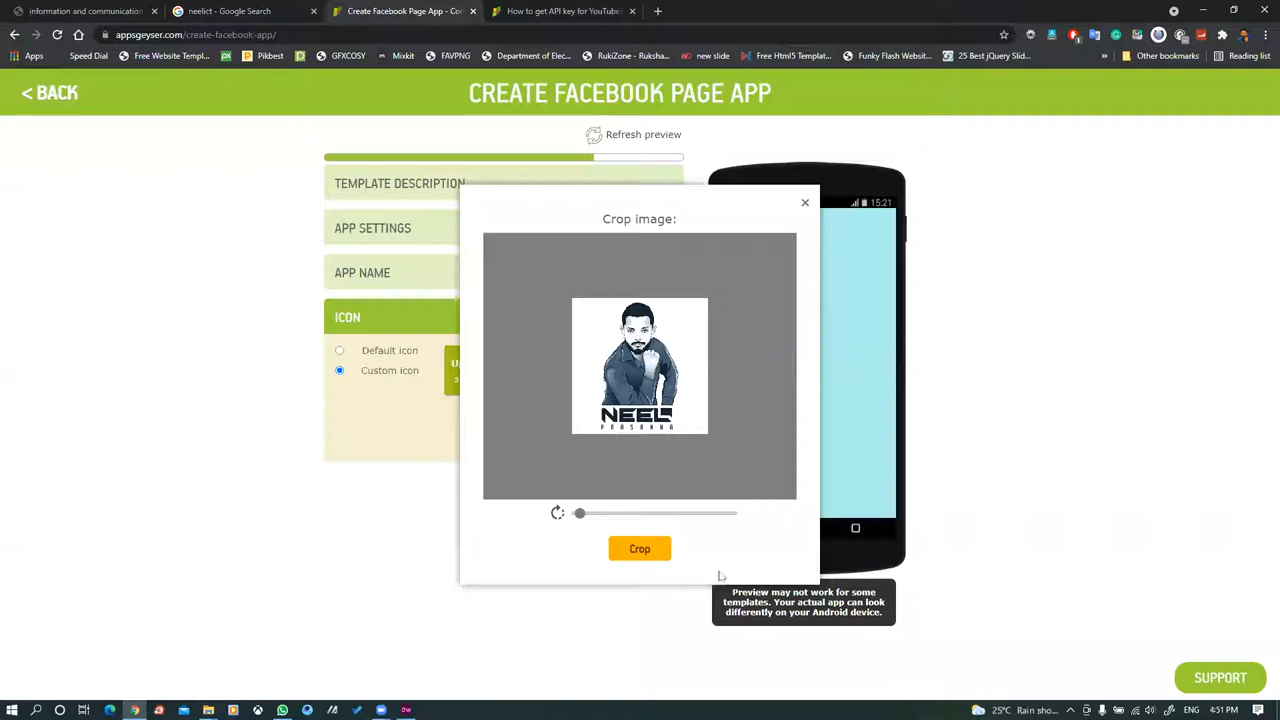 information and communication
neelict - Google Search
Create Facebook Page App - Co
How to get API key for YouTube
appsgeyser.com/create-facebook-app/
Apps
Speed Dial
Free Website Templ...
Pikbest
GFXCOSY
Mixkit
FAVPNG
Department of Elec...
RukiZone - Ruksha...
new slide
Free Html5 Templat...
Funky Flash Website...
25 Best jQuery Slid...
»
Other bookmarks
Reading list
< BACK
CREATE FACEBOOK PAGE APP
Refresh preview
TEMPLATE DESCRIPTION
APP SETTINGS
APP NAME
ICON
Default icon
Custom icon
Crop image:
NEEL
PRASANNA
Crop
15:21
Preview may not work for some
templates. Your actual app can look
differently on your Android device.
SUPPORT
25°C Rain sho...
ENG
4:51 PM